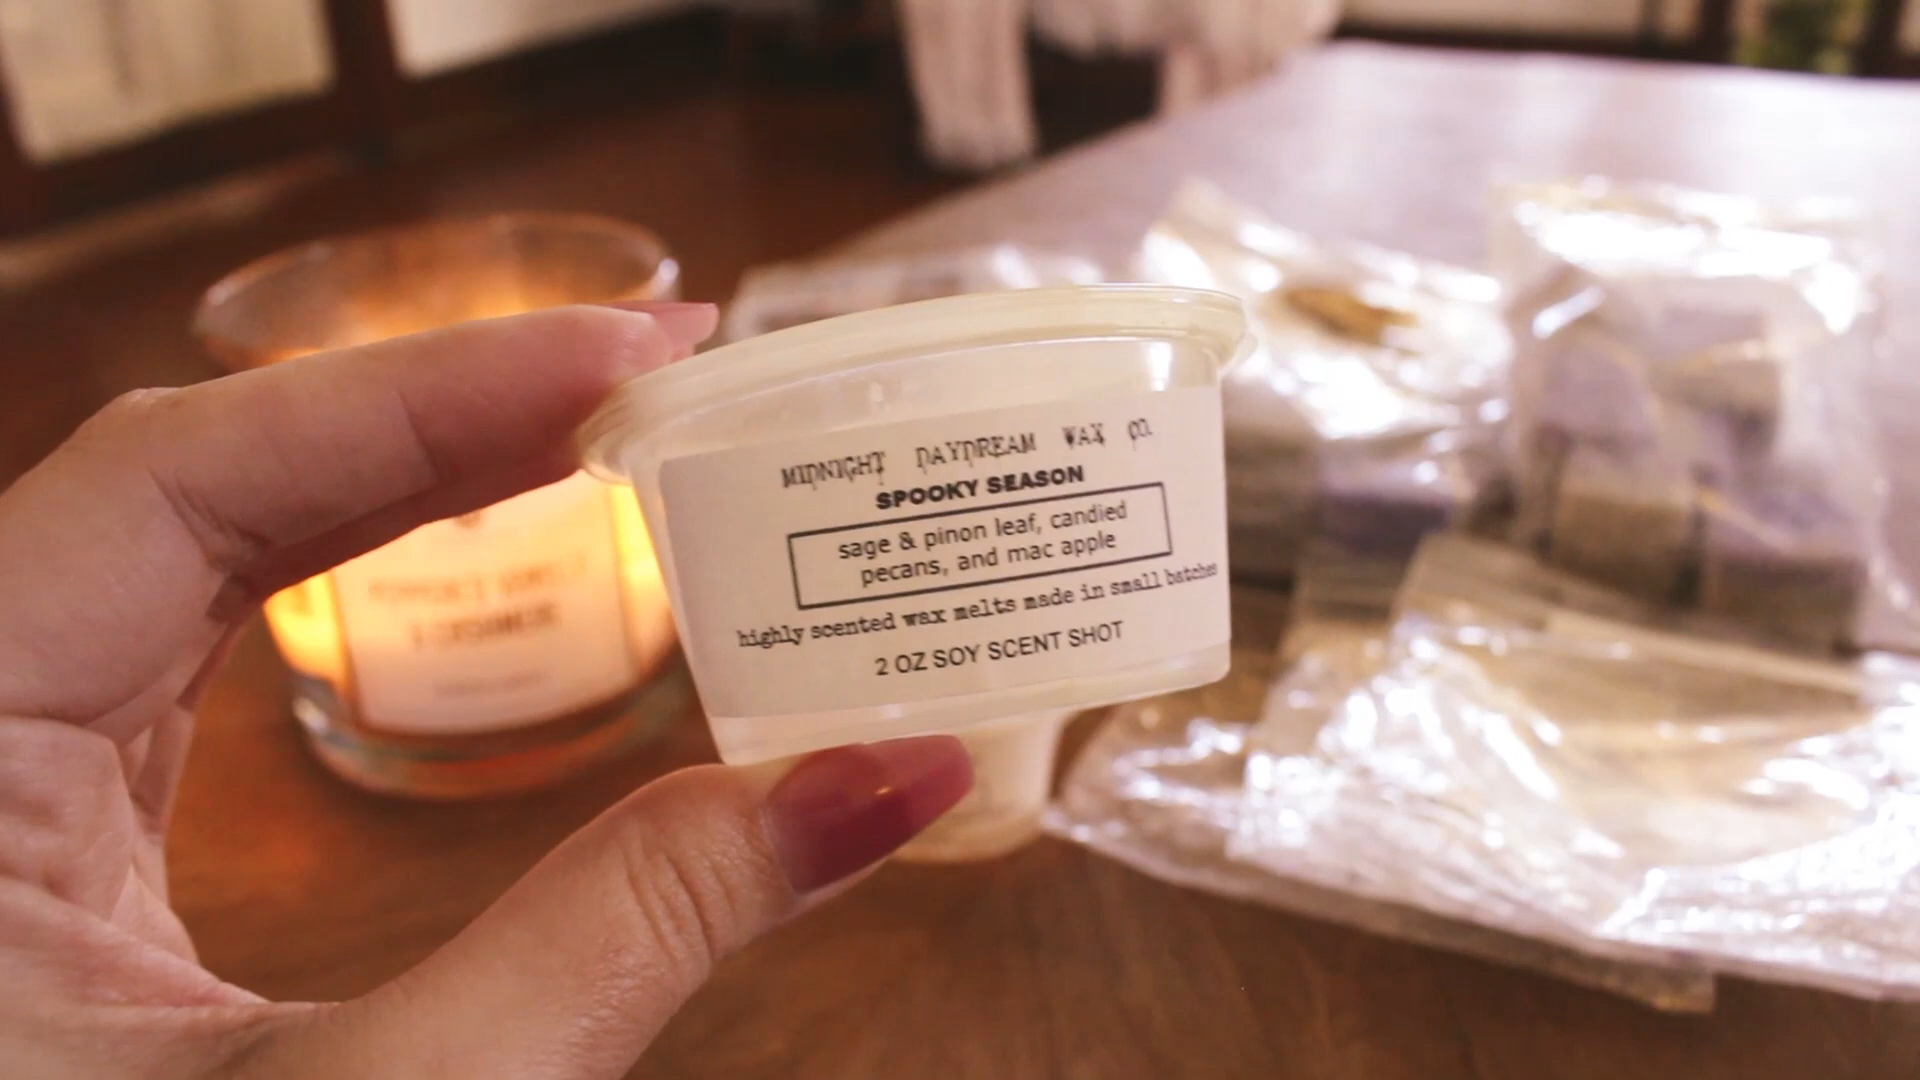 MIDNIGHT DAYDREAM WAX CO.
SPOOKY SEASON
sage & pinon leaf, candied
pecans, and mac apple
highly scented wax melts made in small batches
2 OZ SOY SCENT SHOT